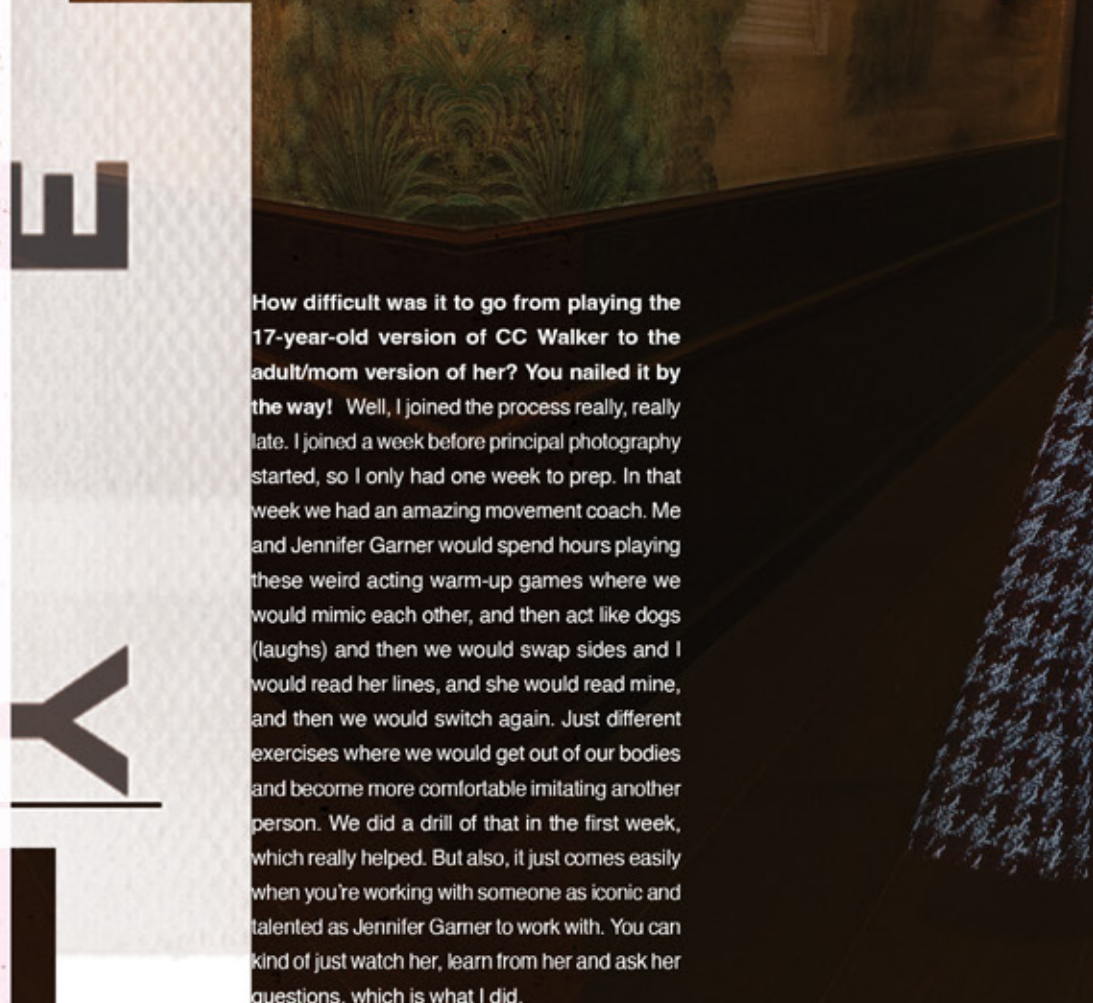 E
Y
How difficult was it to go from playing the
17-year-old version of CC Walker to the
adult/mom version of her? You nailed it by
the way! Well, I joined the process really, really
late. I joined a week before principal photography
started, so I only had one week to prep. In that
week we had an amazing movement coach. Me
and Jennifer Garner would spend hours playing
these weird acting warm-up games where we
would mimic each other, and then act like dogs
(laughs) and then we would swap sides and I
would read her lines, and she would read mine,
and then we would switch again. Just different
exercises where we would get out of our bodies
and become more comfortable imitating another
person. We did a drill of that in the first week,
which really helped. But also, it just comes easily
when you're working with someone as iconic and
talented as Jennifer Garner to work with. You can
kind of just watch her, learn from her and ask her
questions, which is what I did.